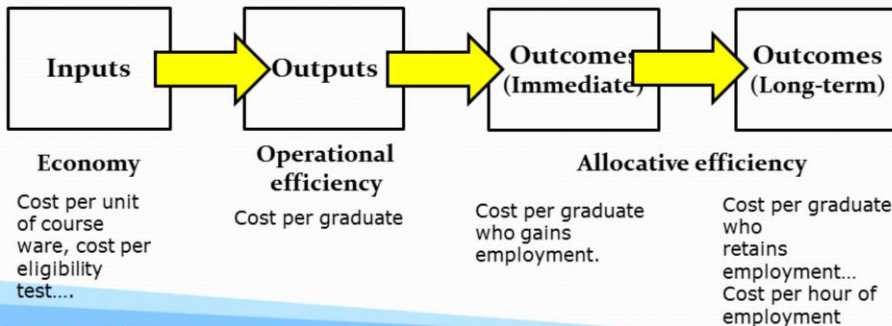 Inputs
Outputs
Outcomes
(Immediate)
Outcomes
(Long-term)
Economy
Cost per unit
of course
ware, cost per
eligibility
test....
Operational
efficiency
Cost per graduate
Allocative efficiency
Cost per graduate
who gains
employment.
Cost per graduate
who
retains
employment...
Cost per hour of
employment